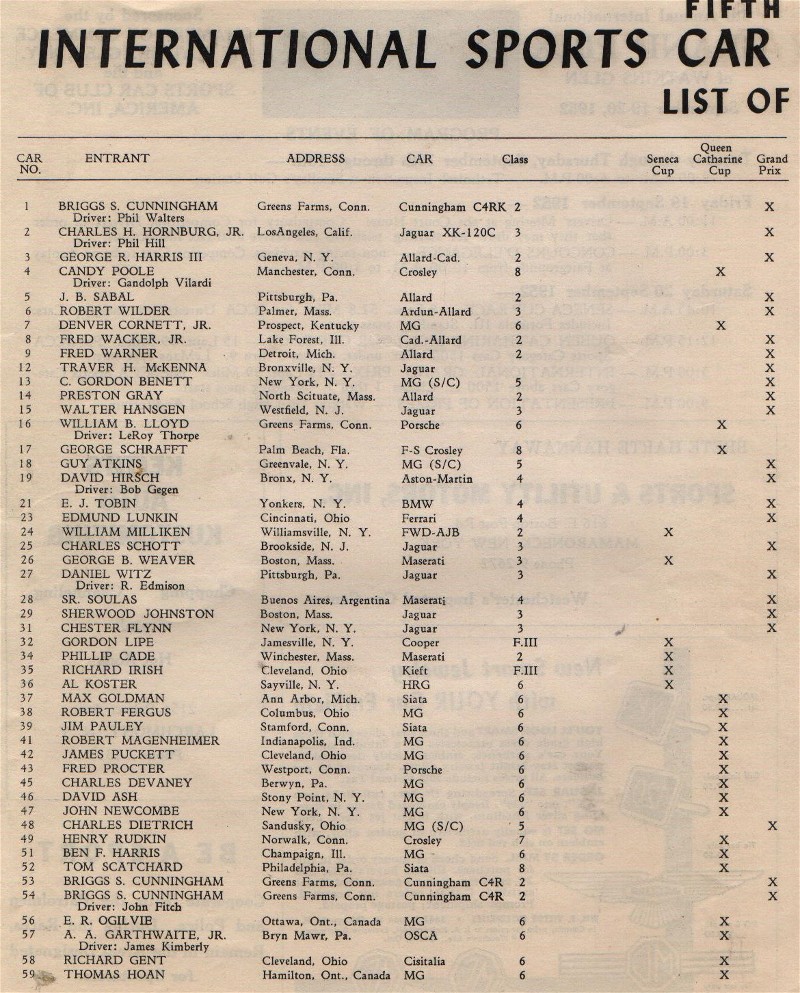 FIFTH
INTERNATIONAL SPORTS CAR
LIST OF
CAR NO. ENTRANT ADDRESS CAR Class Seneca Cup Queen Catharine Cup Grand Prix
1 BRIGGS S. CUNNINGHAM Greens Farms, Conn. Cunningham C4RK 2 X
Driver: Phil Walters
2 CHARLES H. HORNBURG, JR. LosAngeles, Calif. Jaguar XK-120C 3 X
Driver: Phil Hill
3 GEORGE R. HARRIS III Geneva, N. Y. Allard-Cad. 2 X
4 CANDY POOLE Manchester, Conn. Crosley 8 X
Driver: Gandolph Vilardi
5 J. B. SABAL Pittsburgh, Pa. Allard 2 X
6 ROBERT WILDER Palmer, Mass. Ardun-Allard 3 X
7 DENVER CORNETT, JR. Prospect, Kentucky MG 6 X
8 FRED WACKER, JR. Lake Forest, Ill. Cad.-Allard 2 X
9 FRED WARNER Detroit, Mich. Allard 2 X
12 TRAVER H. McKENNA Bronxville, N. Y. Jaguar X
13 C. GORDON BENETT New York, N. Y. MG (S/C) 5 X
14 PRESTON GRAY North Scituate, Mass. Allard 2 X
15 WALTER HANSGEN Westfield, N. J. Jaguar 3 X
16 WILLIAM B. LLOYD Greens Farms, Conn. Porsche 6 X
Driver: LeRoy Thorpe
17 GEORGE SCHRAFFT Palm Beach, Fla. F-S Crosley 8 X
18 GUY ATKINS Greenvale, N. Y. MG (S/C) 5 X
19 DAVID HIRSCH Bronx, N. Y. Aston-Martin 4 X
Driver: Bob Gegen
21 E. J. TOBIN Yonkers, N. Y. BMW 4 X
23 EDMUND LUNKIN Cincinnati, Ohio Ferrari 4 X
24 WILLIAM MILLIKEN Williamsville, N. Y. FWD-AJB 2 X
25 CHARLES SCHOTT Brookside, N. J. Jaguar 3 X
26 GEORGE B. WEAVER Boston, Mass. Maserati 3 X
27 DANIEL WITZ Pittsburgh, Pa. Jaguar 3 X
Driver: R. Edmison
28 SR. SOULAS Buenos Aires, Argentina Maserati 4 X
29 SHERWOOD JOHNSTON Boston, Mass. Jaguar 3 X
31 CHESTER FLYNN New York, N. Y. Jaguar 3 X
32 GORDON LIPE Jamesville, N. Y. Cooper F.III X
34 PHILLIP CADE Winchester, Mass. Maserati 2 X
35 RICHARD IRISH Cleveland, Ohio Kieft F.III X
36 AL KOSTER Sayville, N. Y. HRG 6 X
37 MAX GOLDMAN Ann Arbor, Mich. Siata 6 X
38 ROBERT FERGUS Columbus, Ohio MG 6 X
39 JIM PAULEY Stamford, Conn. Siata 6 X
41 ROBERT MAGENHEIMER Indianapolis, Ind. MG 6 X
42 JAMES PUCKETT Cleveland, Ohio MG 6 X
43 FRED PROCTER Westport, Conn. Porsche 6 X
45 CHARLES DEVANEY Berwyn, Pa. MG 6 X
46 DAVID ASH Stony Point, N. Y. MG 6 X
47 JOHN NEWCOMBE New York, N. Y. MG 6 X
48 CHARLES DIETRICH Sandusky, Ohio MG (S/C) 5 X
49 HENRY RUDKIN Norwalk, Conn. Crosley 7 X
51 BEN F. HARRIS Champaign, Ill. MG 6 X
52 TOM SCATCHARD Philadelphia, Pa. Siata 8 X
53 BRIGGS S. CUNNINGHAM Greens Farms, Conn. Cunningham C4R 2 X
54 BRIGGS S. CUNNINGHAM Greens Farms, Conn. Cunningham C4R 2 X
Driver: John Fitch
56 E. R. OGILVIE Ottawa, Ont., Canada MG 6 X
57 A. A. GARTHWAITE, JR. Bryn Mawr, Pa. OSCA 6 X
Driver: James Kimberly
58 RICHARD GENT Cleveland, Ohio Cisitalia 6 X
59 THOMAS HOAN Hamilton, Ont., Canada MG 6 X